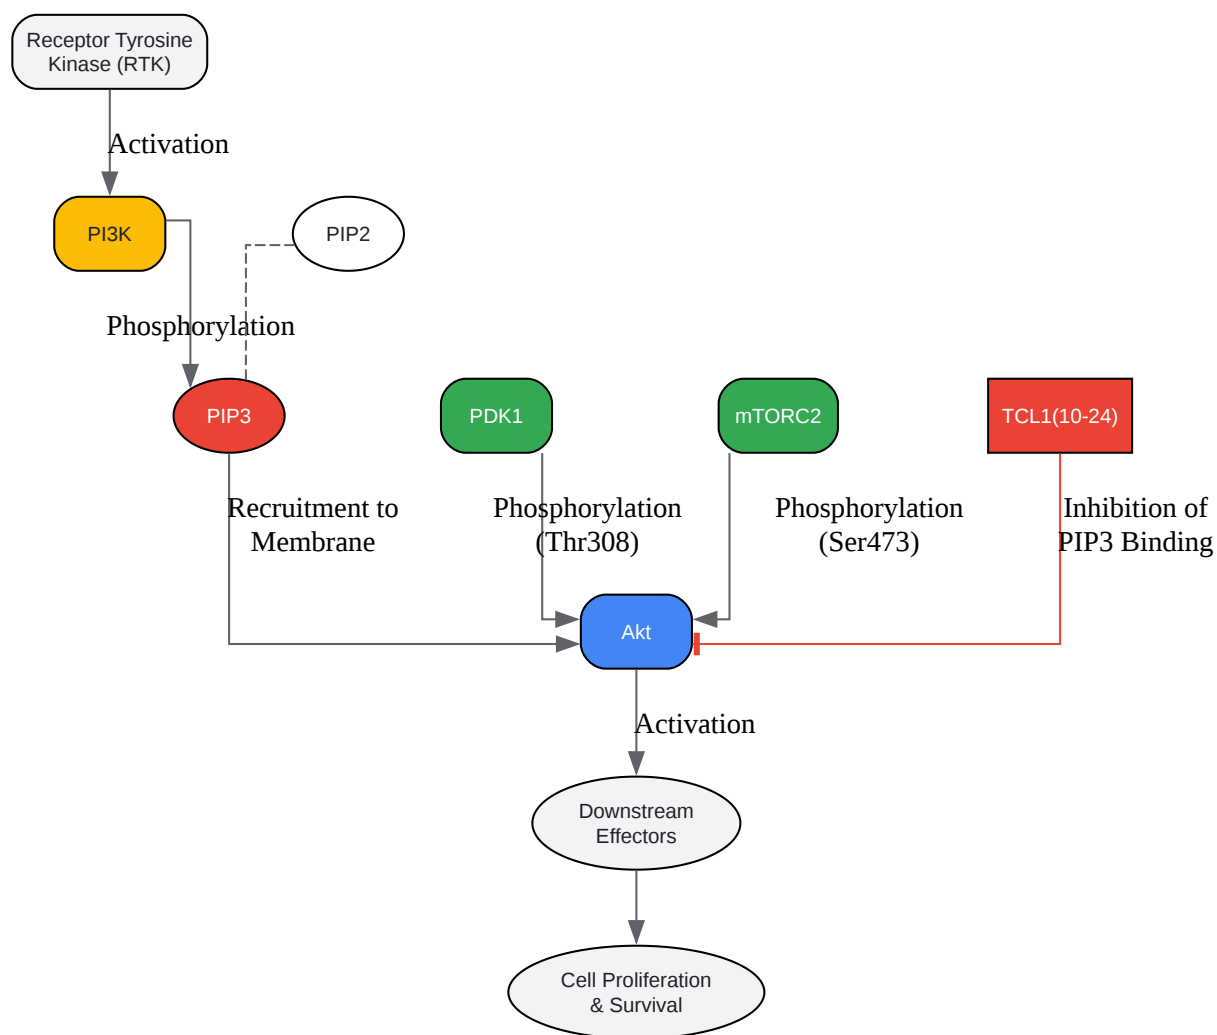 Receptor Tyrosine
Kinase (RTK)
Activation
PI3K
PIP2
Phosphorylation
PIP3
PDK1
mTORC2
TCL1(10-24)
Recruitment to
Membrane
Phosphorylation
(Thr308)
Phosphorylation
(Ser473)
Inhibition of
PIP3 Binding
Akt
Activation
Downstream
Effectors
Cell Proliferation
& Survival